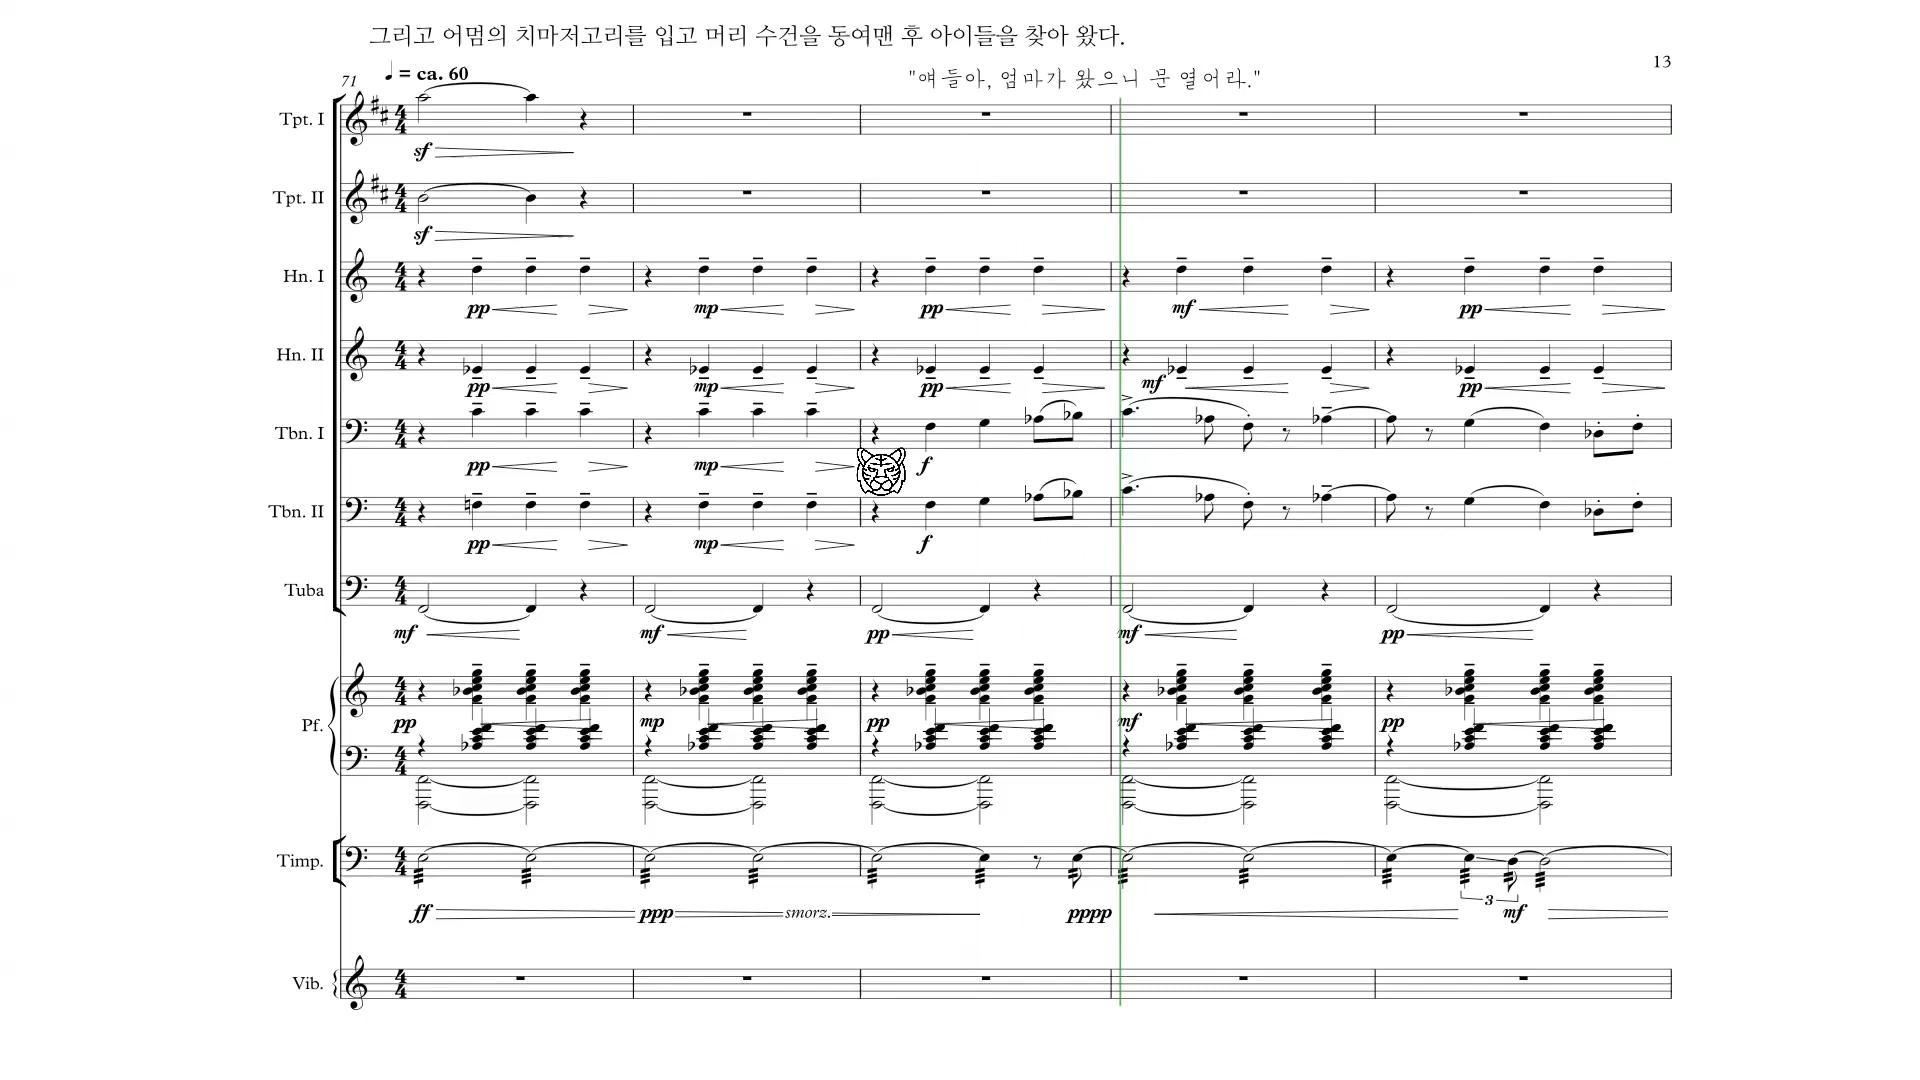 그리고 어멈의 치마저고리를 입고 머리 수건을 동여맨 후 아이들을 찾아 왔다.
13
71 ♩ = ca. 60
"얘들아, 엄마가 왔으니 문 열어라."
Tpt. I
sf
Tpt. II
sf
Hn. I
pp mp pp mf pp
Hn. II
pp mp pp mf pp
Tbn. I
pp mp f
Tbn. II
pp mp f
Tuba
mf mf pp mf pp
Pf.
pp mp pp mf pp
Timp.
3
ff ppp smorz. pppp mf
Vib.